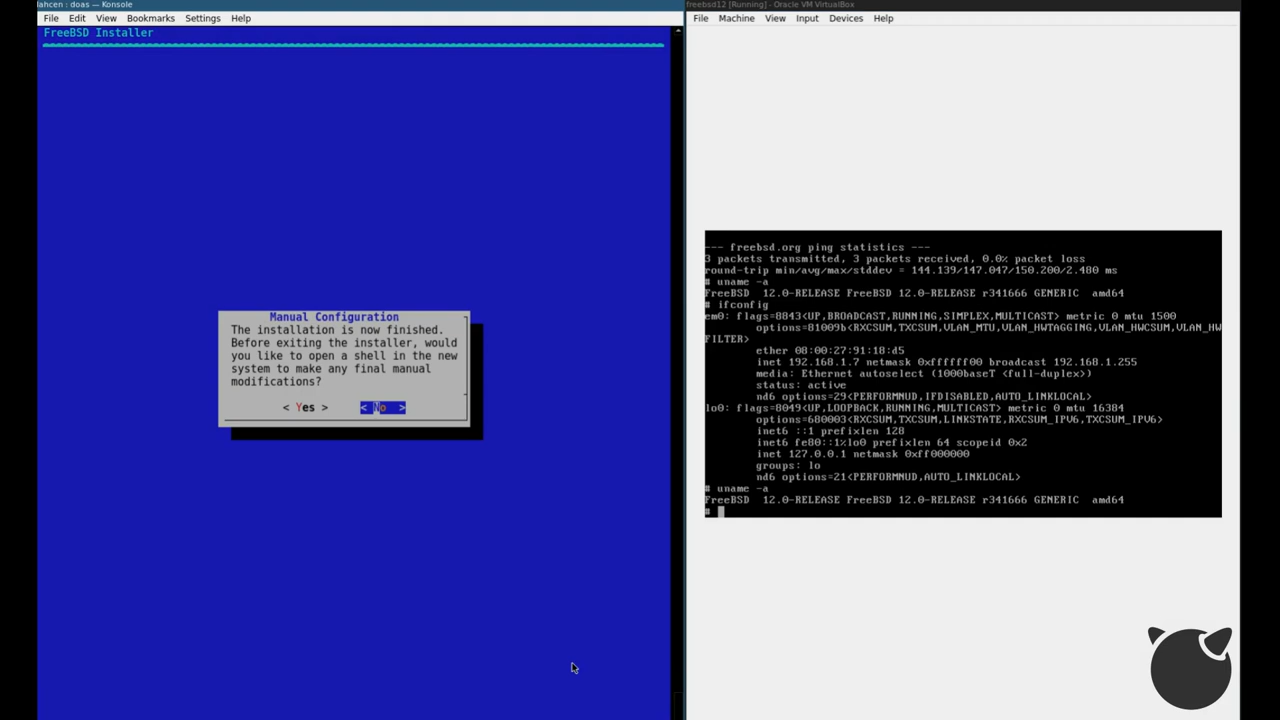 lahcen : doas — Konsole
File Edit View Bookmarks Settings Help
FreeBSD Installer
Manual Configuration
The installation is now finished.
Before exiting the installer, would
you like to open a shell in the new
system to make any final manual
modifications?
< Yes > < No >
freebsd12 [Running] - Oracle VM VirtualBox
File Machine View Input Devices Help
--- freebsd.org ping statistics ---
3 packets transmitted, 3 packets received, 0.0% packet loss
round-trip min/avg/max/stddev = 144.139/147.047/150.200/2.480 ms
# uname -a
FreeBSD 12.0-RELEASE FreeBSD 12.0-RELEASE r341666 GENERIC amd64
# ifconfig
em0: flags=8843<UP,BROADCAST,RUNNING,SIMPLEX,MULTICAST> metric 0 mtu 1500
options=81009b<RXCSUM,TXCSUM,VLAN_MTU,VLAN_HWTAGGING,VLAN_HWCSUM,VLAN_HW
FILTER>
ether 08:00:27:91:18:d5
inet 192.168.1.7 netmask 0xffffff00 broadcast 192.168.1.255
media: Ethernet autoselect (1000baseT <full-duplex>)
status: active
nd6 options=29<PERFORMNUD,IFDISABLED,AUTO_LINKLOCAL>
lo0: flags=8049<UP,LOOPBACK,RUNNING,MULTICAST> metric 0 mtu 16384
options=680003<RXCSUM,TXCSUM,LINKSTATE,RXCSUM_IPV6,TXCSUM_IPV6>
inet6 ::1 prefixlen 128
inet6 fe80::1%lo0 prefixlen 64 scopeid 0x2
inet 127.0.0.1 netmask 0xff000000
groups: lo
nd6 options=21<PERFORMNUD,AUTO_LINKLOCAL>
# uname -a
FreeBSD 12.0-RELEASE FreeBSD 12.0-RELEASE r341666 GENERIC amd64
#